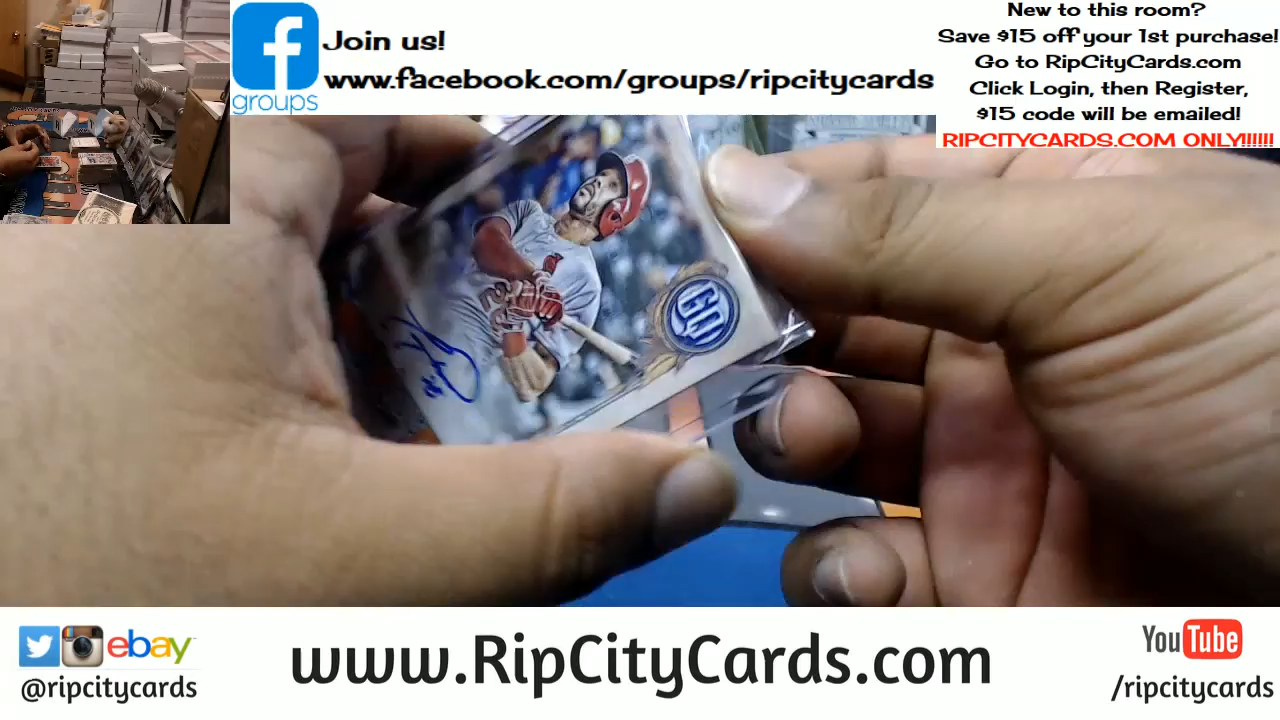 Join us!
www.facebook.com/groups/ripcitycards
groups
New to this room?
Save $15 off your 1st purchase!
Go to RipCityCards.com
Click Login, then Register,
$15 code will be emailed!
RIPCITYCARDS.COM ONLY!!!!!!
GQ
ebay
@ripcitycards
www.RipCityCards.com
YouTube
/ripcitycards